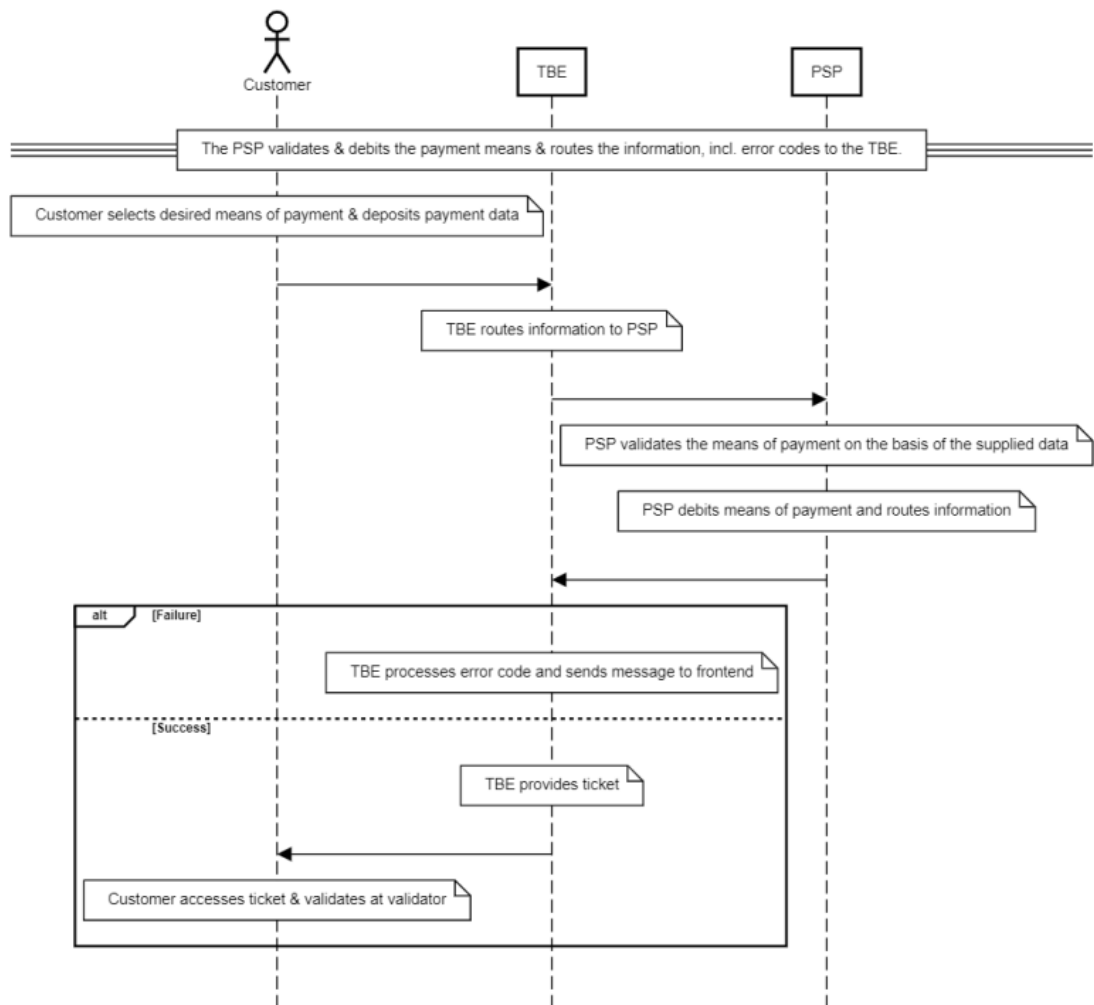 Customer
TBE
PSP
The PSP validates & debits the payment means & routes the information, incl. error codes to the TBE.
Customer selects desired means of payment & deposits payment data
TBE routes information to PSP
PSP validates the means of payment on the basis of the supplied data
PSP debits means of payment and routes information
alt
[Failure]
TBE processes error code and sends message to frontend
[Success]
TBE provides ticket
Customer accesses ticket & validates at validator